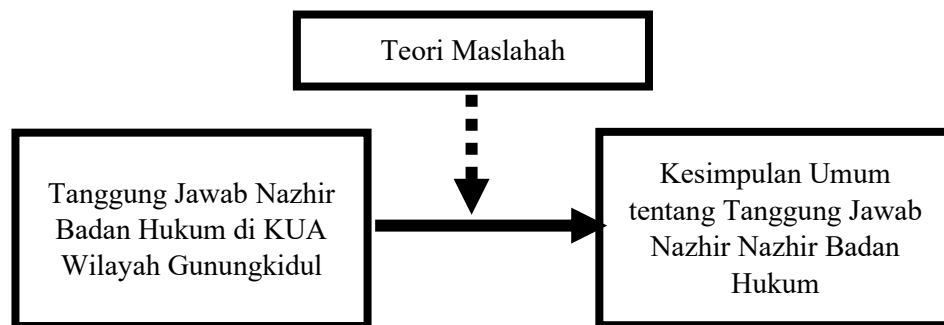 Teori Maslahah
Tanggung Jawab Nazhir
Badan Hukum di KUA
Wilayah Gunungkidul
Kesimpulan Umum
tentang Tanggung Jawab
Nazhir Nazhir Badan
Hukum